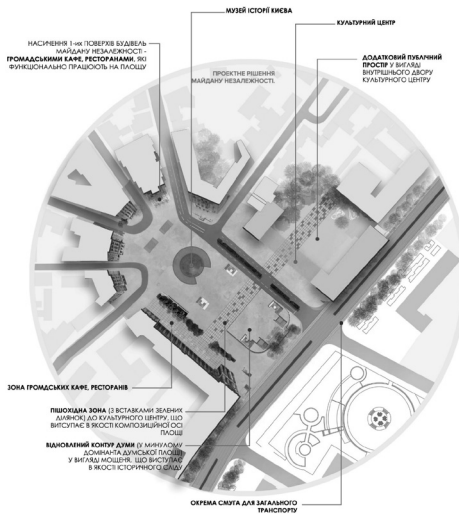 МУЗЕЙ ІСТОРІЇ КИЄВА
КУЛЬТУРНИЙ ЦЕНТР
НАСИЧЕННЯ 1-их ПОВЕРХІВ БУДІВЕЛЬ
МАЙДАНУ НЕЗАЛЕЖНОСТІ -
ГРОМАДСЬКИМИ КАФЕ, РЕСТОРАНАМИ, ЯКІ
ФУНКЦІОНАЛЬНО ПРАЦЮЮТЬ НА ПЛОЩУ
ДОДАТКОВИЙ ПУБЛІЧНИЙ
ПРОСТІР У ВИГЛЯДІ
ВНУТРІШНЬОГО ДВОРУ
КУЛЬТУРНОГО ЦЕНТРУ
ПРОЕКТНЕ РІШЕННЯ
МАЙДАНУ НЕЗАЛЕЖНОСТІ.
ЗОНА ГРОМДСЬКИХ КАФЕ, РЕСТОРАНІВ
ПІШОХІДНА ЗОНА (З ВСТАВКАМИ ЗЕЛЕНИХ
ДІЛЯНОК) ДО КУЛЬТУРНОГО ЦЕНТРУ, ЩО
ВИТСУПАЄ В ЯКОСТІ КОМПОЗИЦІЙНОЇ ОСІ
ПЛОЩІ
ВІДНОВЛЕНИЙ КОНТУР ДУМИ (У МИНУЛОМУ
ДОМІНАНТА ДУМСЬКОЇ ПЛОЩІ)
У ВИГЛЯДІ МОЩЕНЯ, ЩО ВИСТУПАЄ
В ЯКОСТІ ІСТОРИЧНОГО СЛІДУ
ОКРЕМА СМУГА ДЛЯ ЗАГАЛЬНОГО
ТРАНСПОРТУ